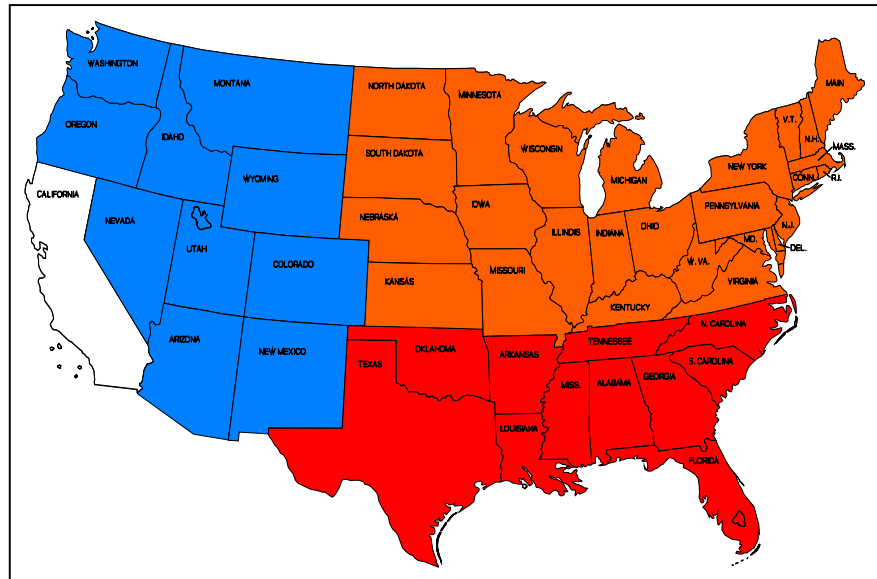 WASHINGTON
MONTANA
NORTH DAKOTA
MINNESOTA
MAIN
OREGON
IDAHO
V.T.
N.H.
MASS.
WISCONSIN
SOUTH DAKOTA
NEW YORK
MICHIGAN
WYOMING
CONN.
R.I.
CALIFORNIA
IOWA
PENNSYLVANIA
NEVADA
NEBRASKA
ILLINDIS
INDIANA
OHIO
N.J.
UTAH
MD.
DEL.
COLORADO
MISSOURI
W. VA.
KANSAS
VIRGINIA
KENTUCKY
N. CAROLINA
ARIZONA
NEW MEXICO
TEXAS
OKLAHOMA
ARKANSAS
TENNESSEE
S. CAROLINA
MISS.
ALABAMA
GEORGIA
LOUISIANA
FLORIDA